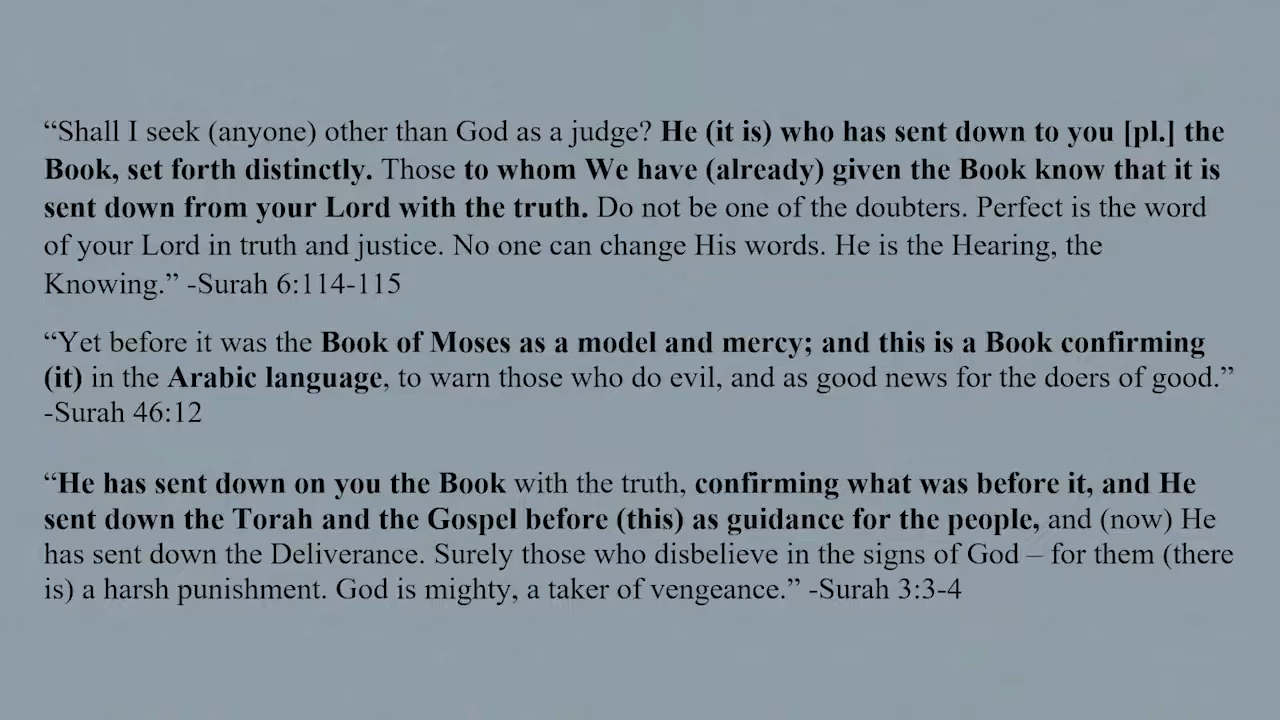 “Shall I seek (anyone) other than God as a judge? He (it is) who has sent down to you [pl.] the
Book, set forth distinctly. Those to whom We have (already) given the Book know that it is
sent down from your Lord with the truth. Do not be one of the doubters. Perfect is the word
of your Lord in truth and justice. No one can change His words. He is the Hearing, the
Knowing.” -Surah 6:114-115
“Yet before it was the Book of Moses as a model and mercy; and this is a Book confirming
(it) in the Arabic language, to warn those who do evil, and as good news for the doers of good.”
-Surah 46:12
“He has sent down on you the Book with the truth, confirming what was before it, and He
sent down the Torah and the Gospel before (this) as guidance for the people, and (now) He
has sent down the Deliverance. Surely those who disbelieve in the signs of God – for them (there
is) a harsh punishment. God is mighty, a taker of vengeance.” -Surah 3:3-4